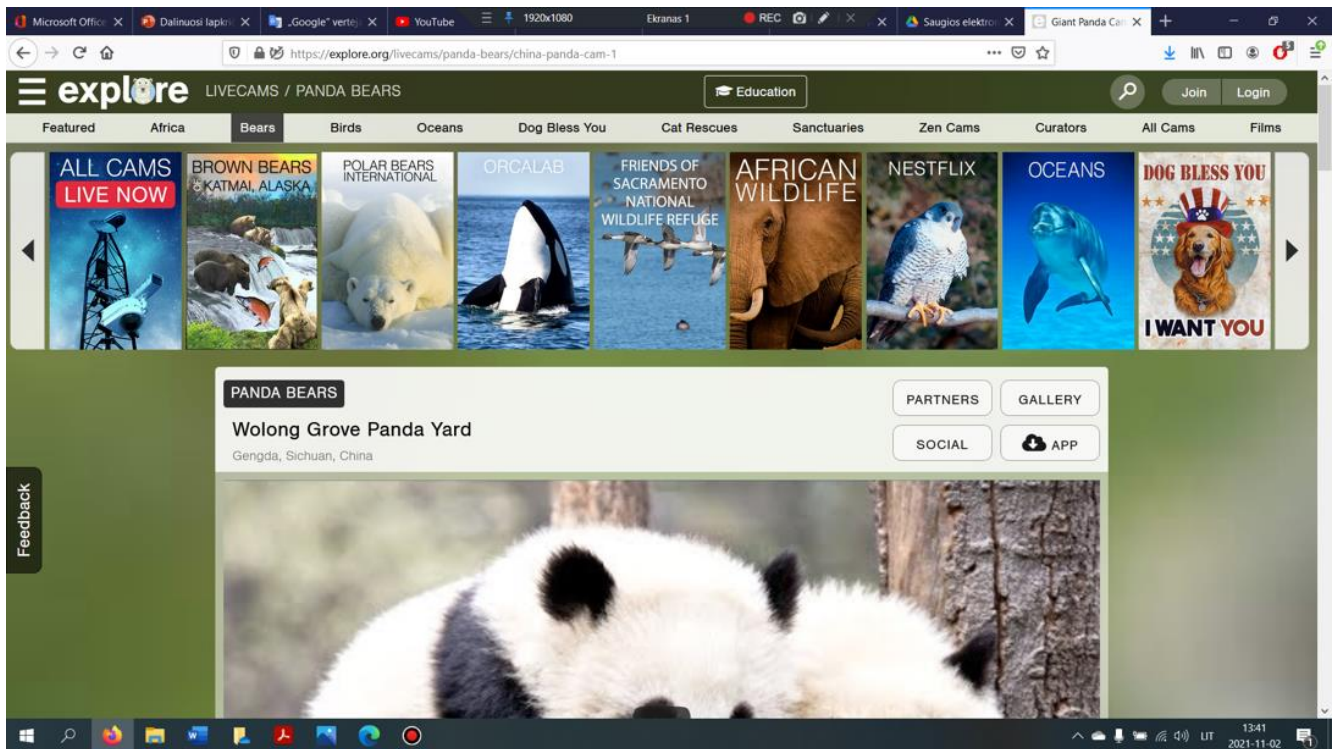 Microsoft Office
Dalinuosi lapkri
„Google“ vertėj
YouTube
1920x1080
Ekranas 1
REC
Saugios elektron
Giant Panda Cam
https://explore.org/livecams/panda-bears/china-panda-cam-1
explore
LIVECAMS / PANDA BEARS
Education
Join
Login
Featured
Africa
Bears
Birds
Oceans
Dog Bless You
Cat Rescues
Sanctuaries
Zen Cams
Curators
All Cams
Films
ALL CAMS
LIVE NOW
BROWN BEARS
KATMAI, ALASKA
POLAR BEARS
INTERNATIONAL
ORCALAB
FRIENDS OF
SACRAMENTO
NATIONAL
WILDLIFE REFUGE
AFRICAN
WILDLIFE
NESTFLIX
OCEANS
DOG BLESS YOU
I WANT YOU
PANDA BEARS
Wolong Grove Panda Yard
Gengda, Sichuan, China
PARTNERS
GALLERY
SOCIAL
APP
Feedback
LIT
13:41
2021-11-02